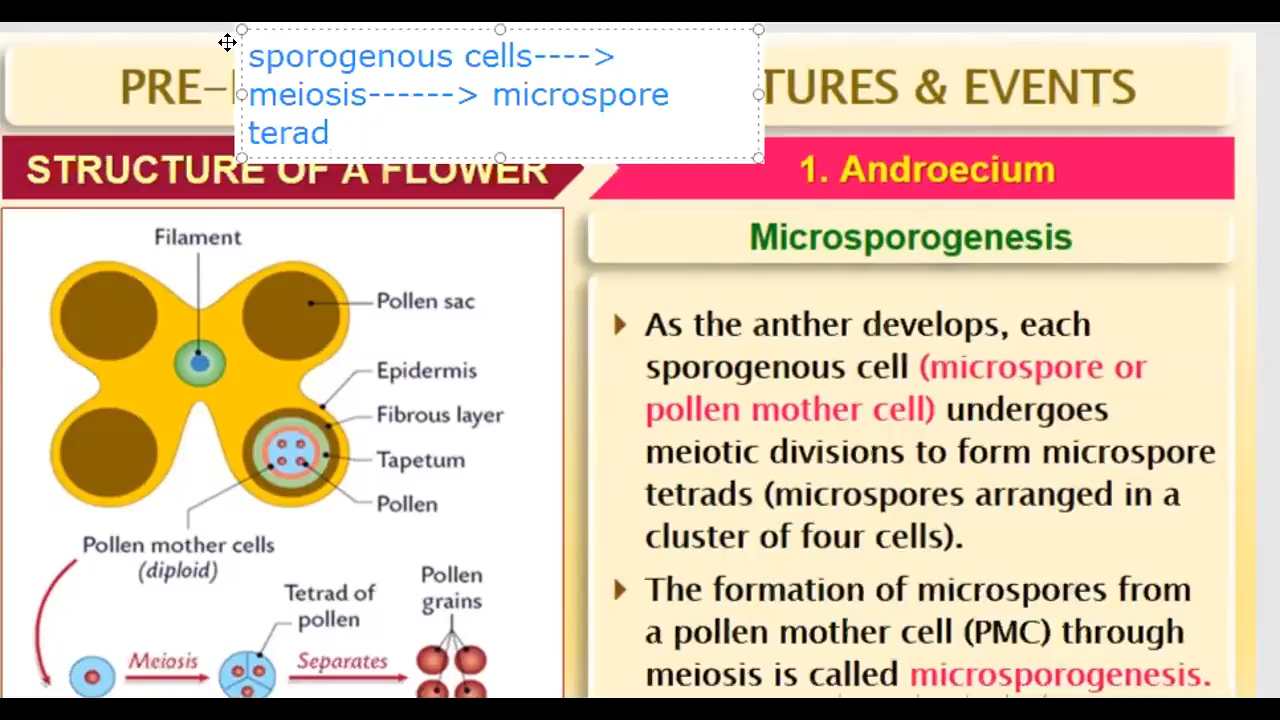 sporogenous cells---->
meiosis------> microspore
terad
PRE- TURES & EVENTS
STRUCTURE OF A FLOWER
1. Androecium
Filament
Pollen sac
Epidermis
Fibrous layer
Tapetum
Pollen
Pollen mother cells
(diploid)
Tetrad of
pollen
Pollen
grains
Meiosis
Separates
Microsporogenesis
As the anther develops, each
sporogenous cell (microspore or
pollen mother cell) undergoes
meiotic divisions to form microspore
tetrads (microspores arranged in a
cluster of four cells).
The formation of microspores from
a pollen mother cell (PMC) through
meiosis is called microsporogenesis.